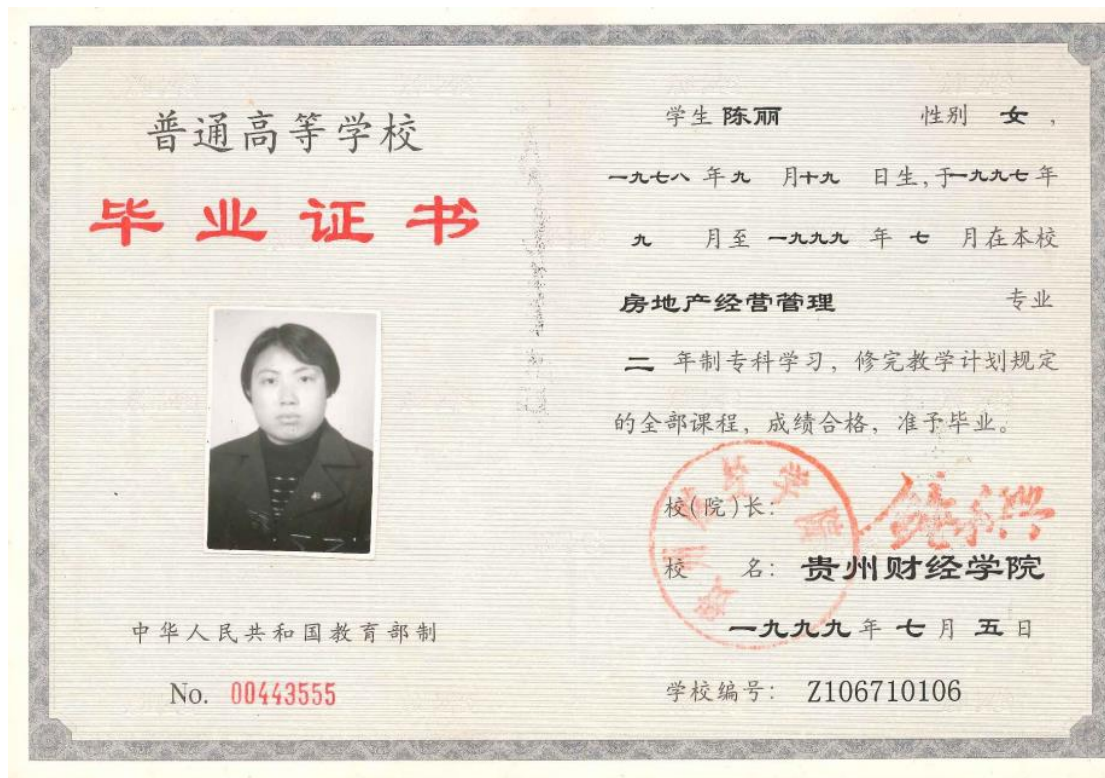 普通高等学校
毕业证书
中华人民共和国教育部制
No. 00443555
学生 陈丽 性别 女,
一九七八 年 九 月 十九 日生,于 一九九七 年
九 月至 一九九九 年 七 月在本校
房地产经营管理 专业
二 年制专科学习, 修完教学计划规定
的全部课程, 成绩合格, 准予毕业。
校(院)长:
校 名: 贵州财经学院
一九九九 年 七 月 五 日
学校编号: Z106710106
贵州财经学院